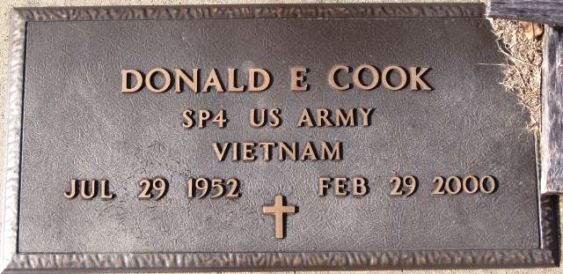 DONALD E COOK
SP4 US ARMY
VIETNAM
JUL 29 1952 FEB 29 2000